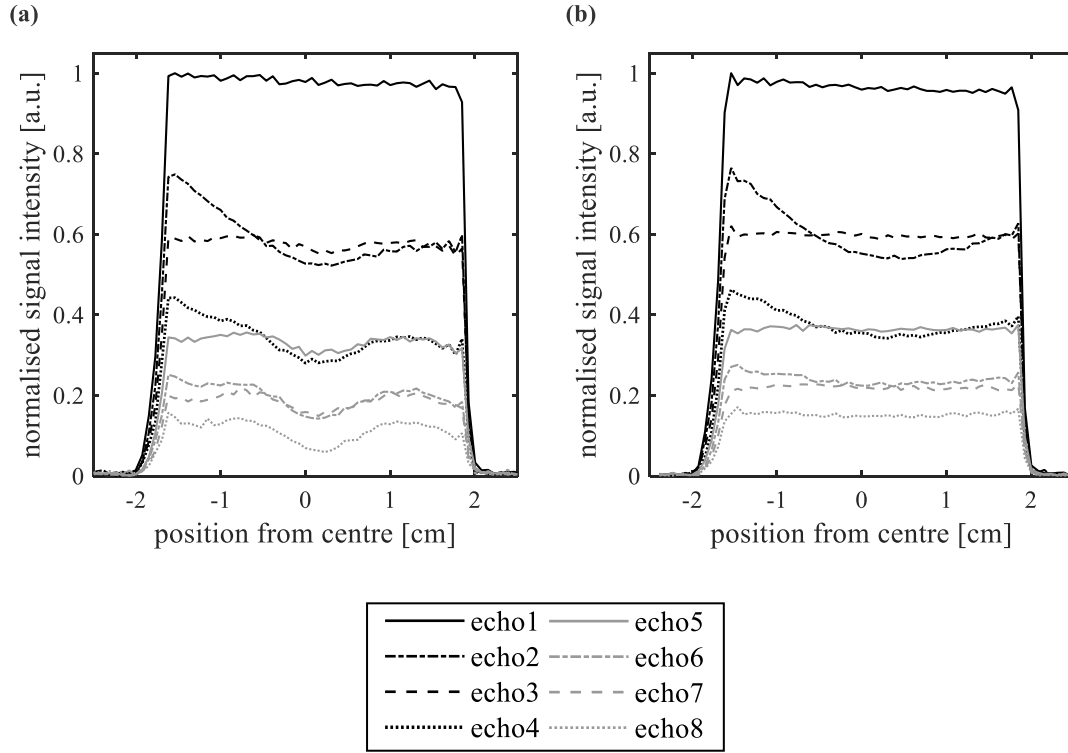 (a)
normalised signal intensity [a.u.]
1
0.8
0.6
0.4
0.2
0
-2
-1
0
1
2
position from centre [cm]
(b)
normalised signal intensity [a.u.]
1
0.8
0.6
0.4
0.2
0
-2
-1
0
1
2
position from centre [cm]
echo1
echo2
echo3
echo4
echo5
echo6
echo7
echo8